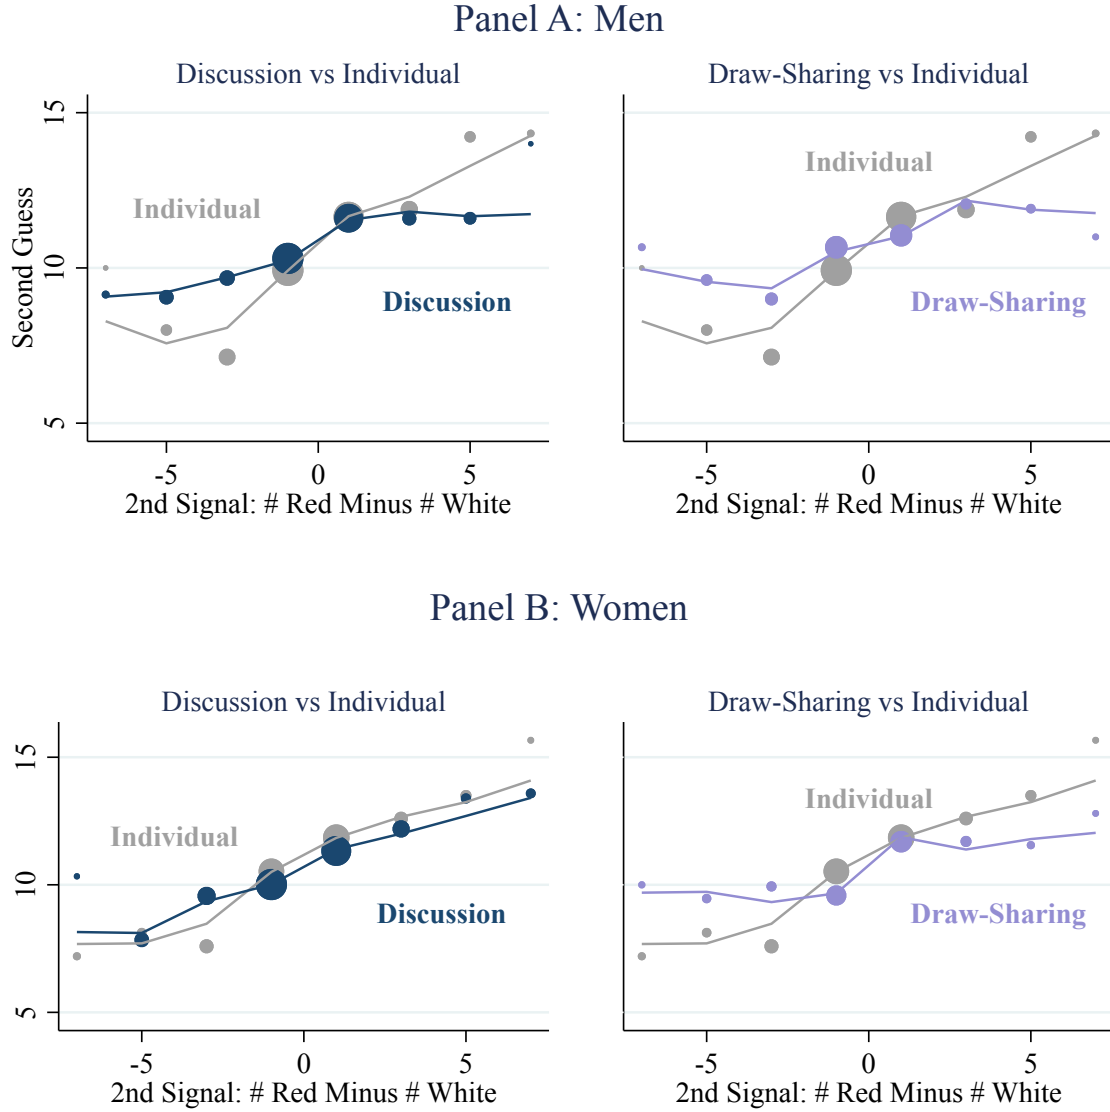 Panel A: Men
Discussion vs Individual
Draw-Sharing vs Individual
Second Guess
15
10
5
Individual
Discussion
Individual
Draw-Sharing
-5 0 5
2nd Signal: # Red Minus # White
-5 0 5
2nd Signal: # Red Minus # White
Panel B: Women
Discussion vs Individual
Draw-Sharing vs Individual
15
10
5
Individual
Discussion
Individual
Draw-Sharing
-5 0 5
2nd Signal: # Red Minus # White
-5 0 5
2nd Signal: # Red Minus # White